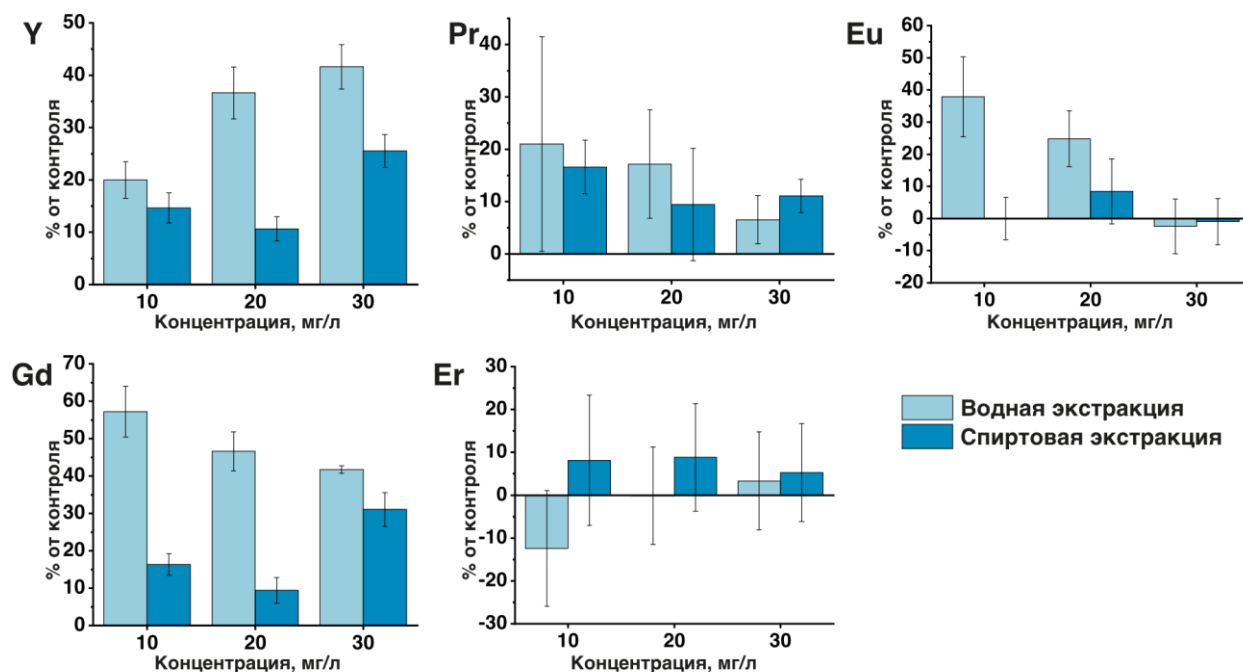 Y
% от контроля
50
40
30
20
10
0
10 20 30
Концентрация, мг/л
Pr
% от контроля
40
30
20
10
0
10 20 30
Концентрация, мг/л
Eu
% от контроля
60
50
40
30
20
10
0
-10
-20
10 20 30
Концентрация, мг/л
Gd
% от контроля
70
60
50
40
30
20
10
0
10 20 30
Концентрация, мг/л
Er
% от контроля
30
20
10
0
-10
-20
-30
10 20 30
Концентрация, мг/л
Водная экстракция
Спиртовая экстракция